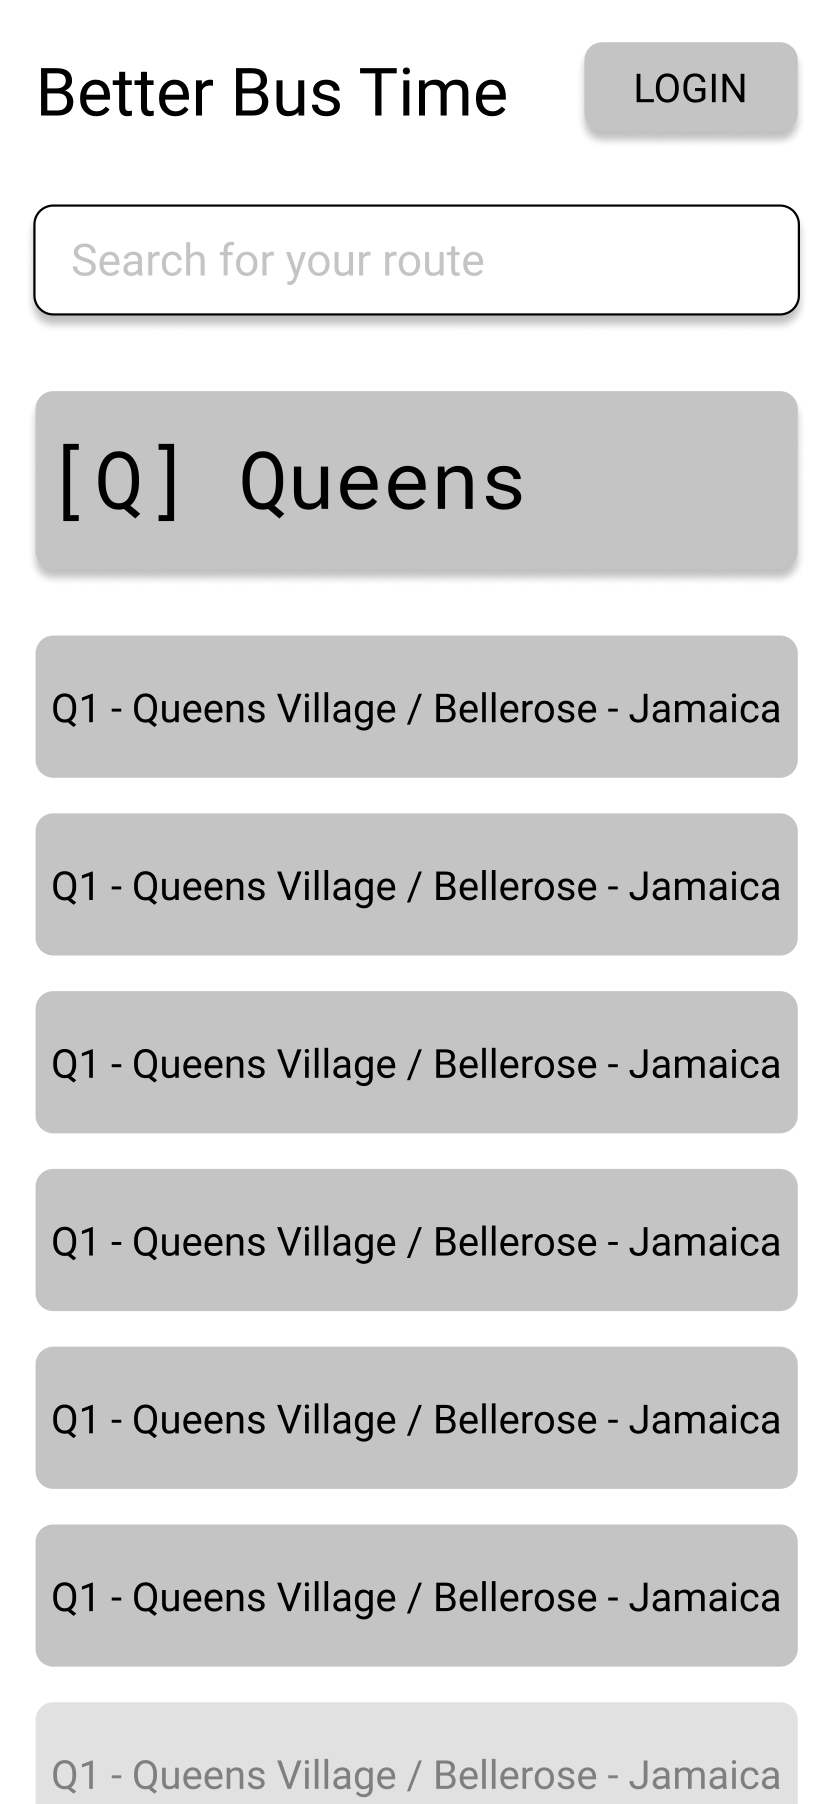 Better Bus Time
LOGIN
Search for your route
[Q] Queens
Q1 - Queens Village / Bellerose - Jamaica
Q1 - Queens Village / Bellerose - Jamaica
Q1 - Queens Village / Bellerose - Jamaica
Q1 - Queens Village / Bellerose - Jamaica
Q1 - Queens Village / Bellerose - Jamaica
Q1 - Queens Village / Bellerose - Jamaica
Q1 - Queens Village / Bellerose - Jamaica